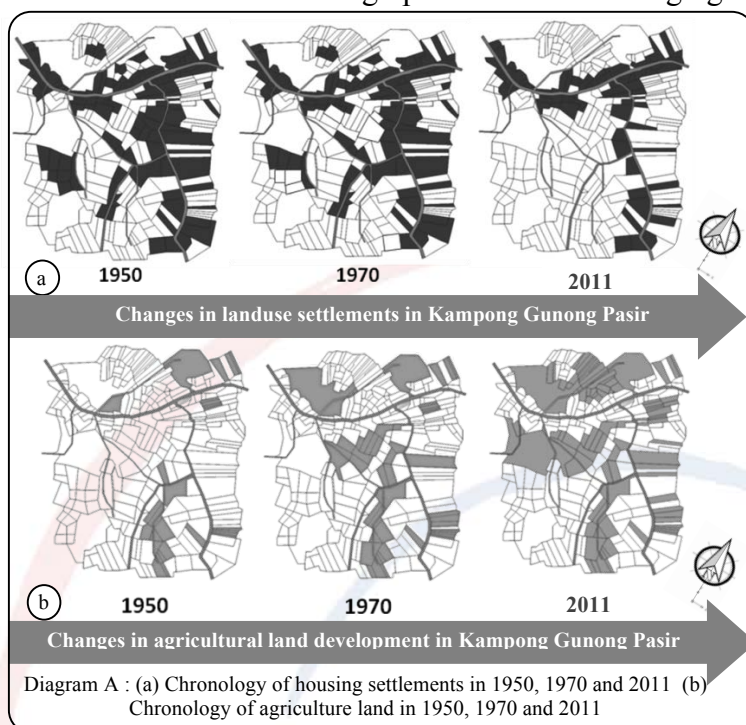 a
1950
1970
2011
Changes in landuse settlements in Kampong Gunong Pasir
b
1950
1970
2011
Changes in agricultural land development in Kampong Gunong Pasir
Diagram A : (a) Chronology of housing settlements in 1950, 1970 and 2011 (b)
Chronology of agriculture land in 1950, 1970 and 2011